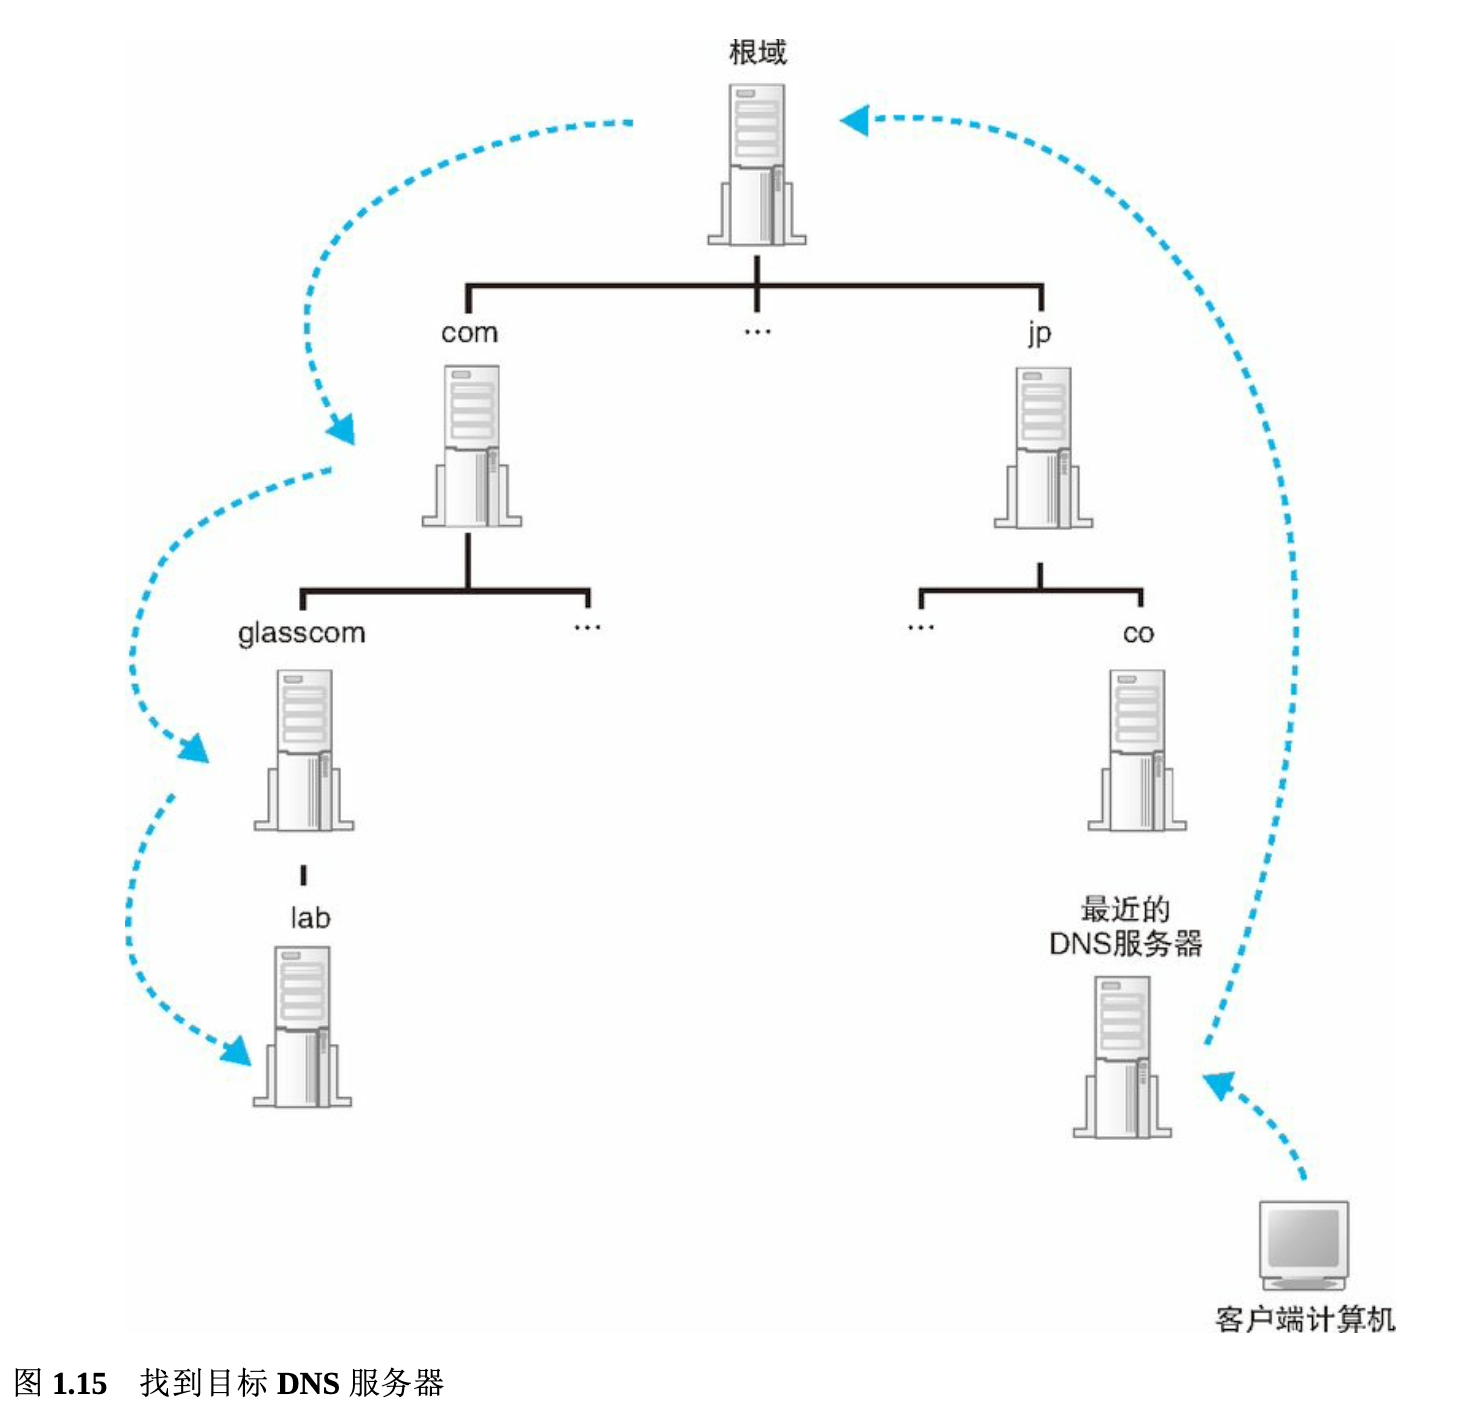 根域
com
…
jp
glasscom
…
…
co
lab
最近的
DNS服务器
客户端计算机
图 1.15 找到目标 DNS 服务器